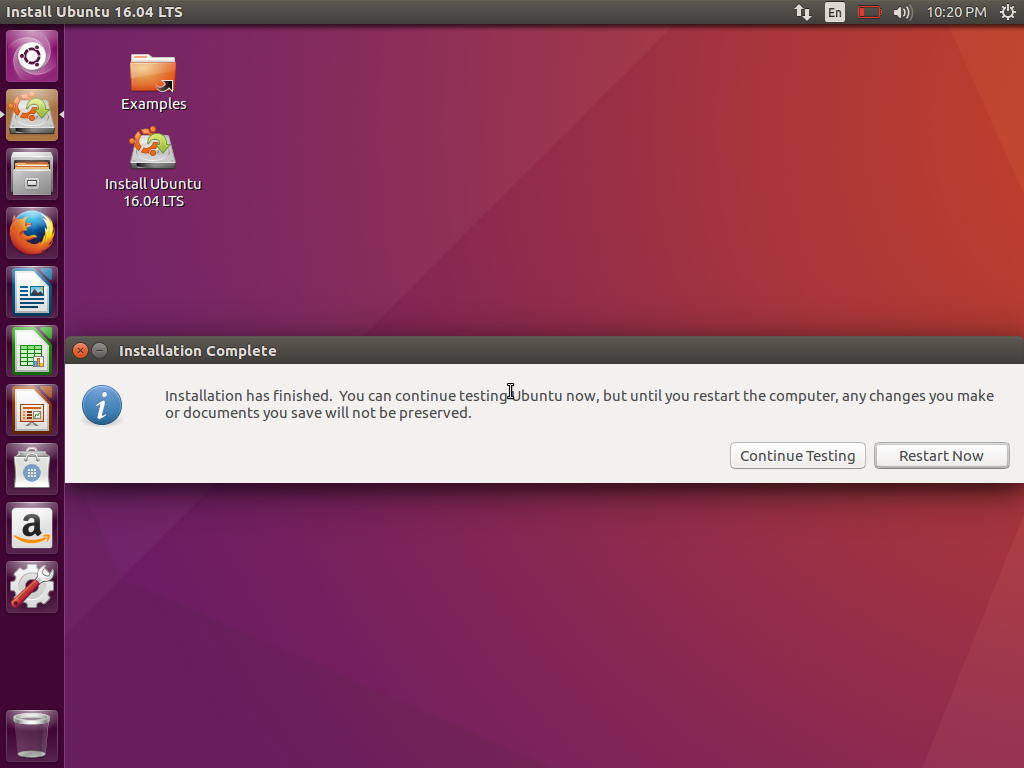 Install Ubuntu 16.04 LTS
En
10:20 PM
Examples
Install Ubuntu
16.04 LTS
Installation Complete
Installation has finished.  You can continue testing Ubuntu now, but until you restart the computer, any changes you make
or documents you save will not be preserved.
Continue Testing
Restart Now
a